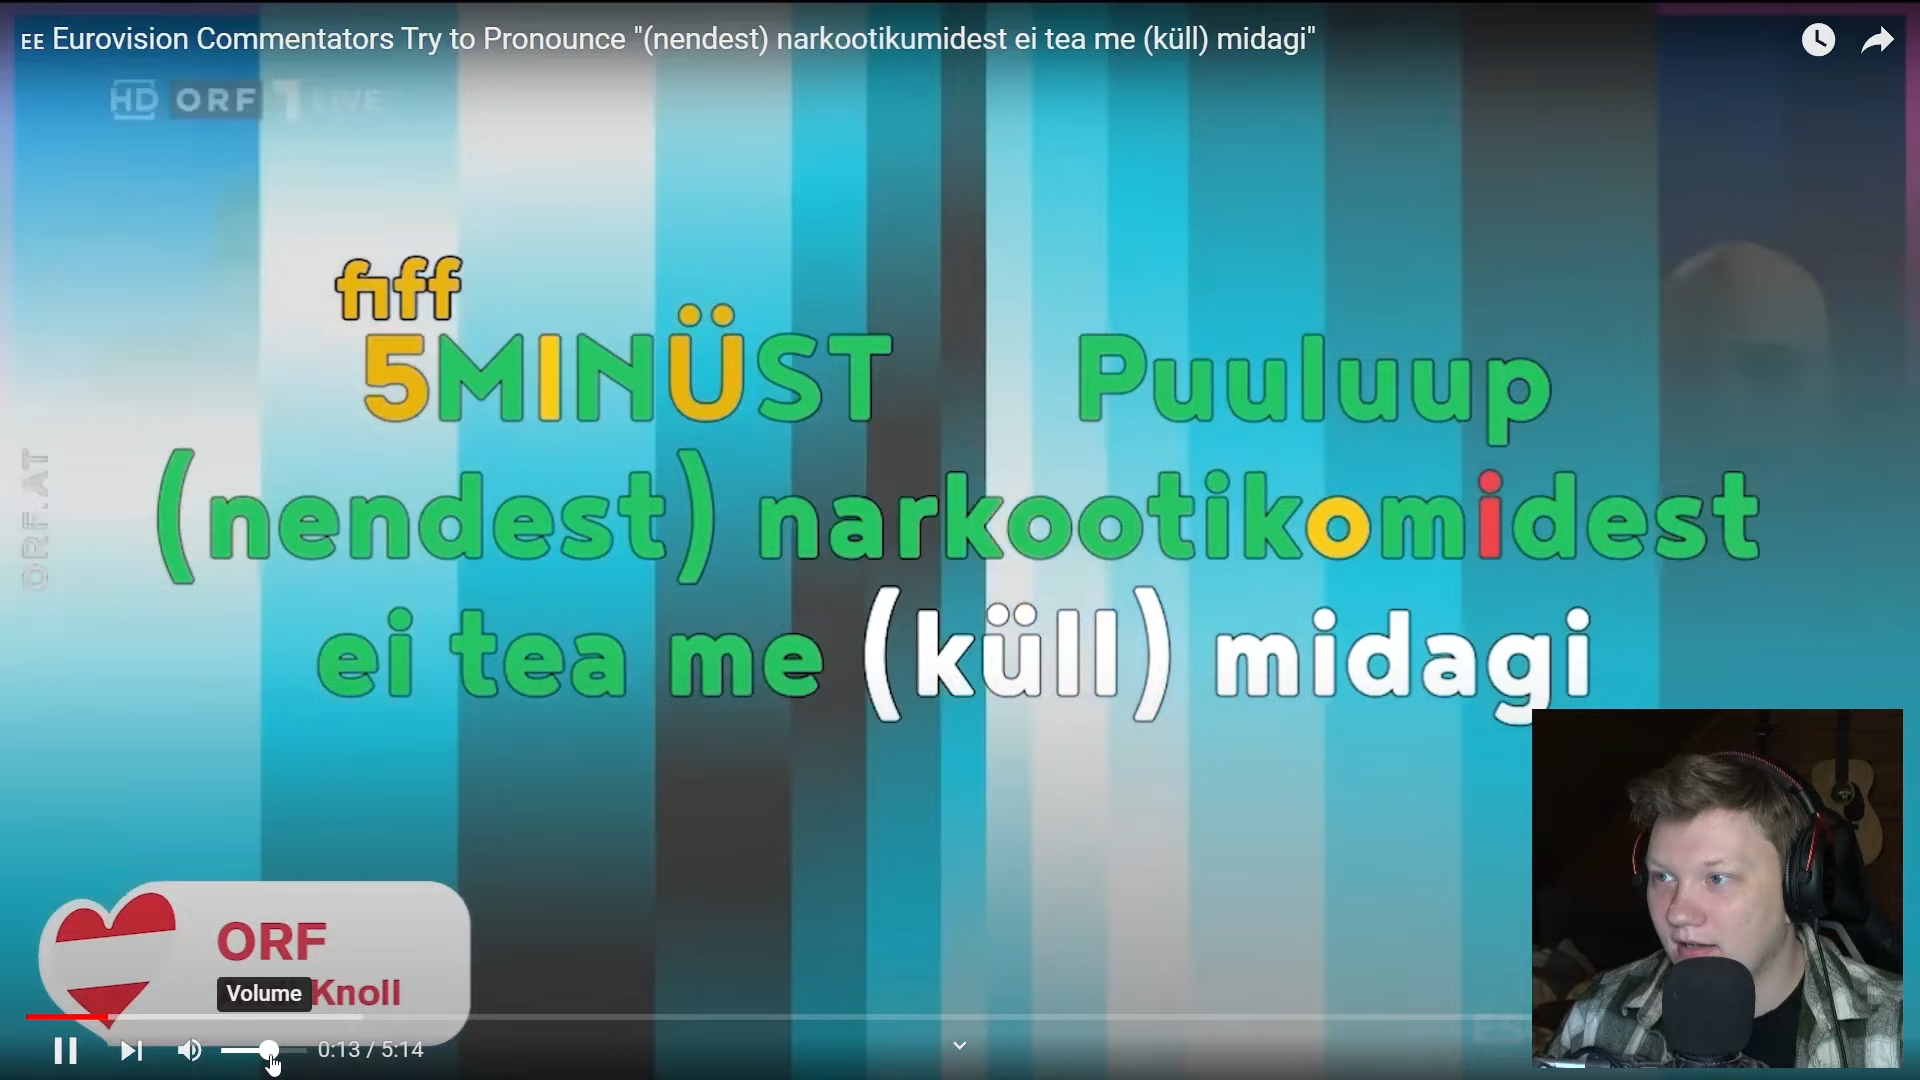 EE Eurovision Commentators Try to Pronounce "(nendest) narkootikumidest ei tea me (küll) midagi"
HD ORF 1 LIVE
fiff
5MINÜST Puuluup
(nendest) narkootikomidest
ei tea me (küll) midagi
ORF.AT
ORF
Knoll
Volume
0:13 / 5:14